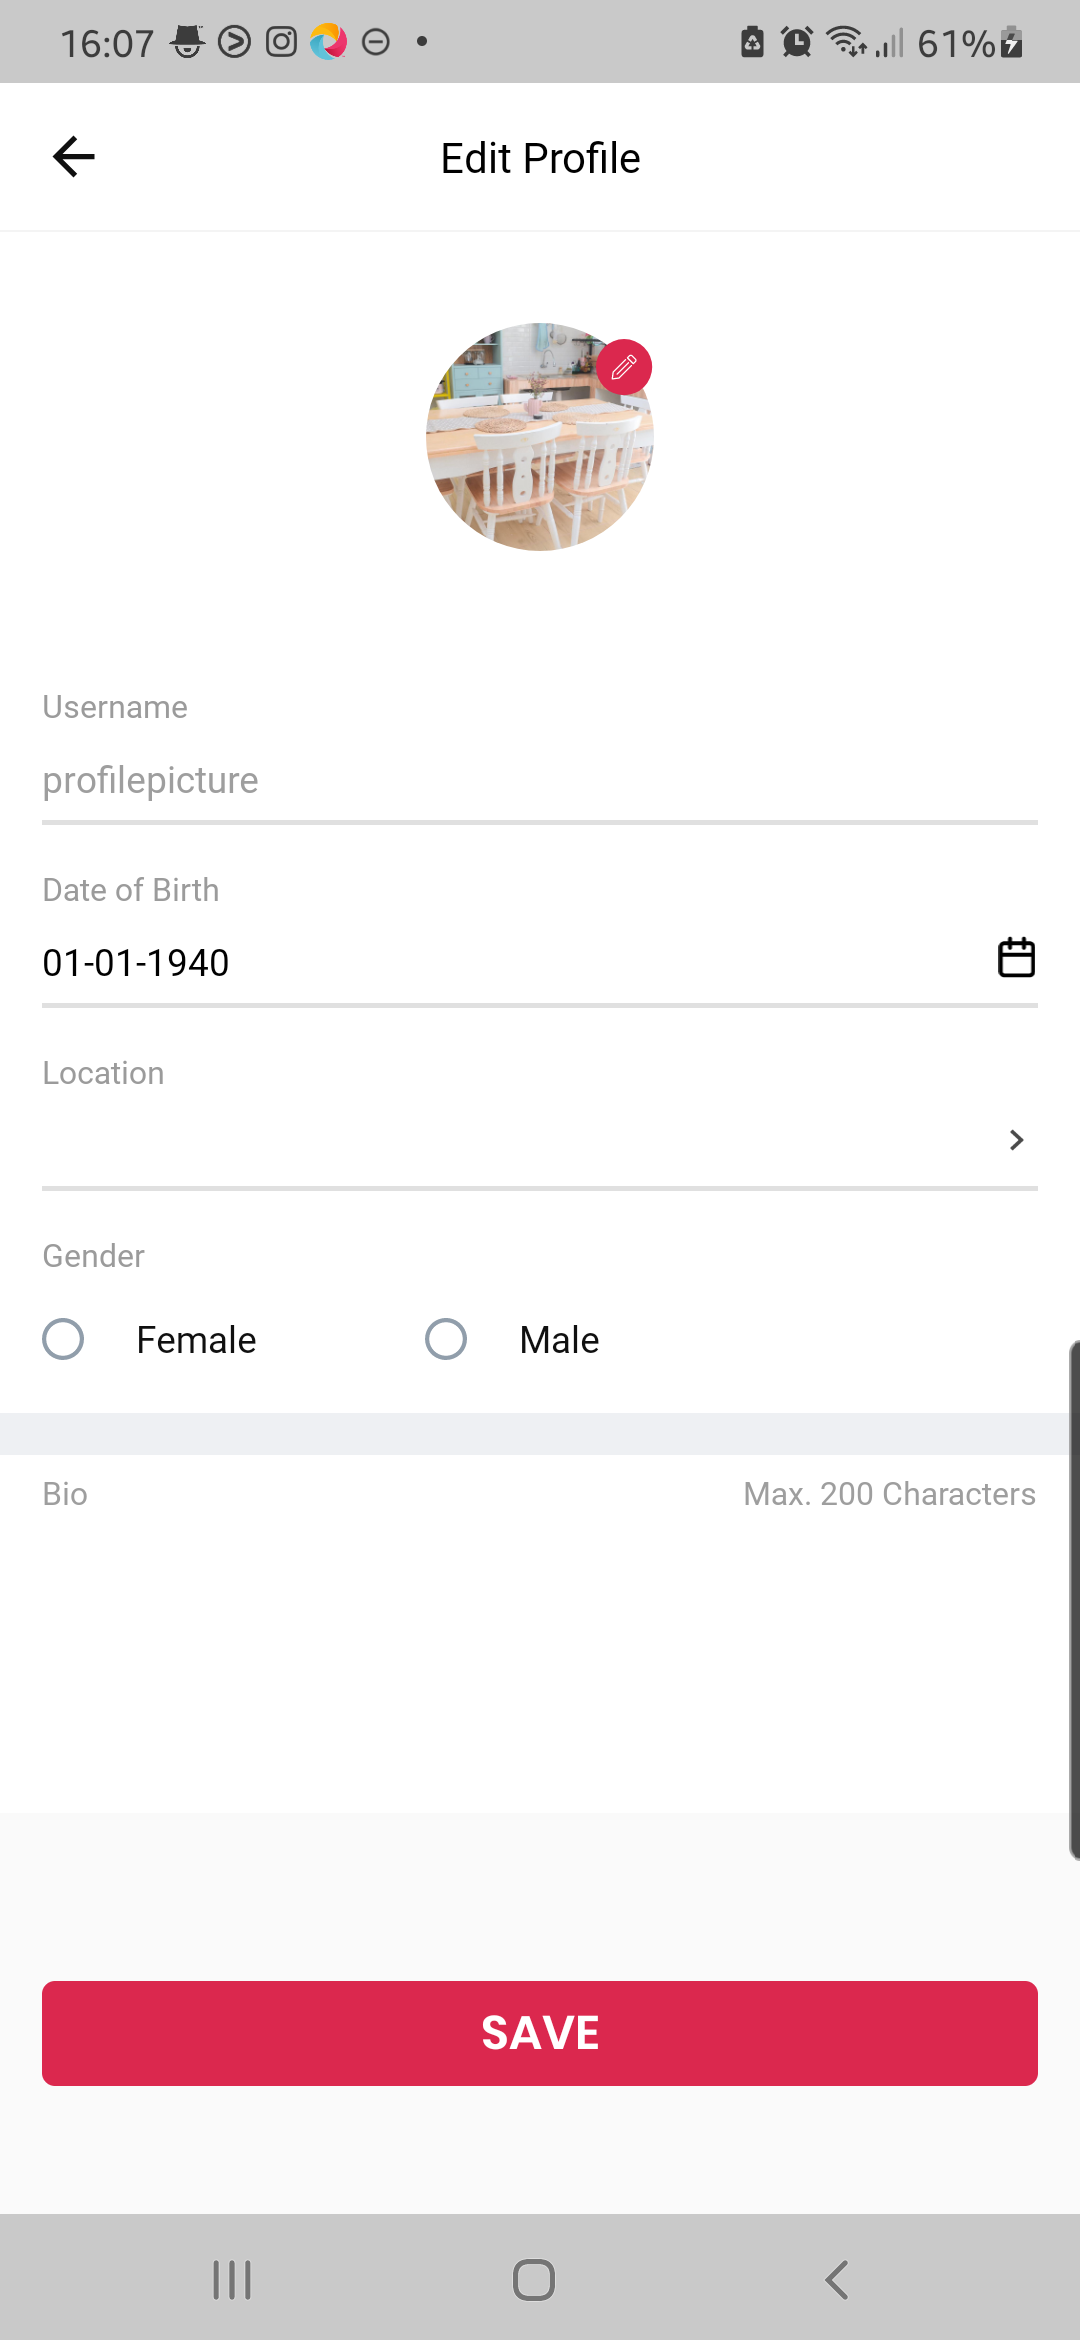 16:07
61%
Edit Profile
Username
profilepicture
Date of Birth
01-01-1940
Location
Gender
Female Male
Bio Max. 200 Characters
SAVE